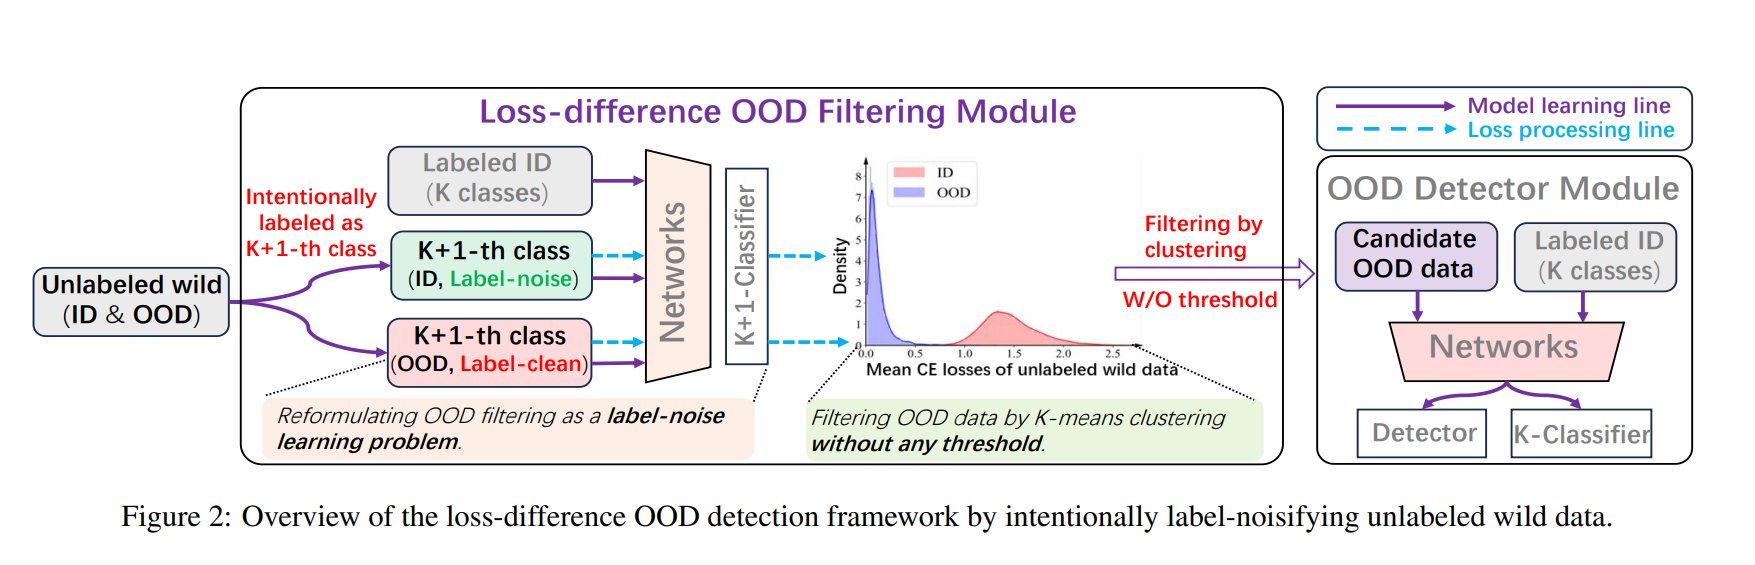 Loss-difference OOD Filtering Module
Unlabeled wild
(ID & OOD)
Intentionally
labeled as
K+1-th class
Labeled ID
(K classes)
K+1-th class
(ID, Label-noise)
K+1-th class
(OOD, Label-clean)
Networks
K+1-Classifier
ID
OOD
Density
8
7
6
5
4
3
2
1
0
0.0 0.5 1.0 1.5 2.0 2.5
Mean CE losses of unlabeled wild data
Reformulating OOD filtering as a label-noise
learning problem.
Filtering OOD data by K-means clustering
without any threshold.
Filtering by
clustering
W/O threshold
Model learning line
Loss processing line
OOD Detector Module
Candidate
OOD data
Labeled ID
(K classes)
Networks
Detector
K-Classifier
Figure 2: Overview of the loss-difference OOD detection framework by intentionally label-noisifying unlabeled wild data.